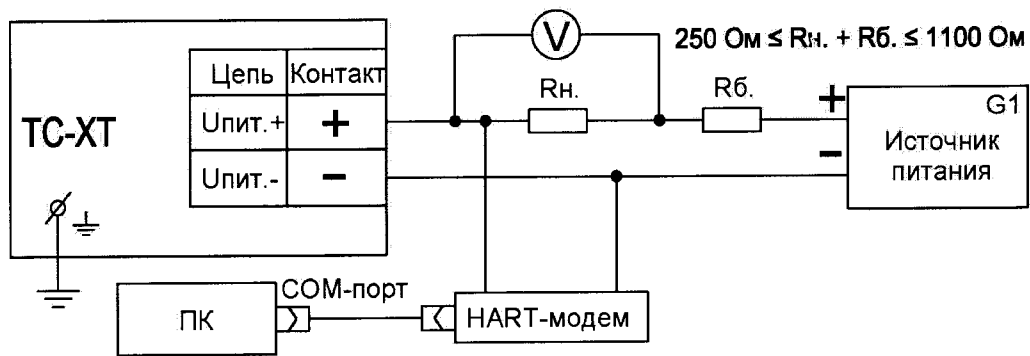 V
250 Ом ≤ Rн. + Rб. ≤ 1100 Ом
Цепь Контакт
Rн.
Rб.
+
G1
ТС-ХТ
Uпит.+ +
Источник
питания
−
Uпит.- −
COM-порт
ПК
HART-модем